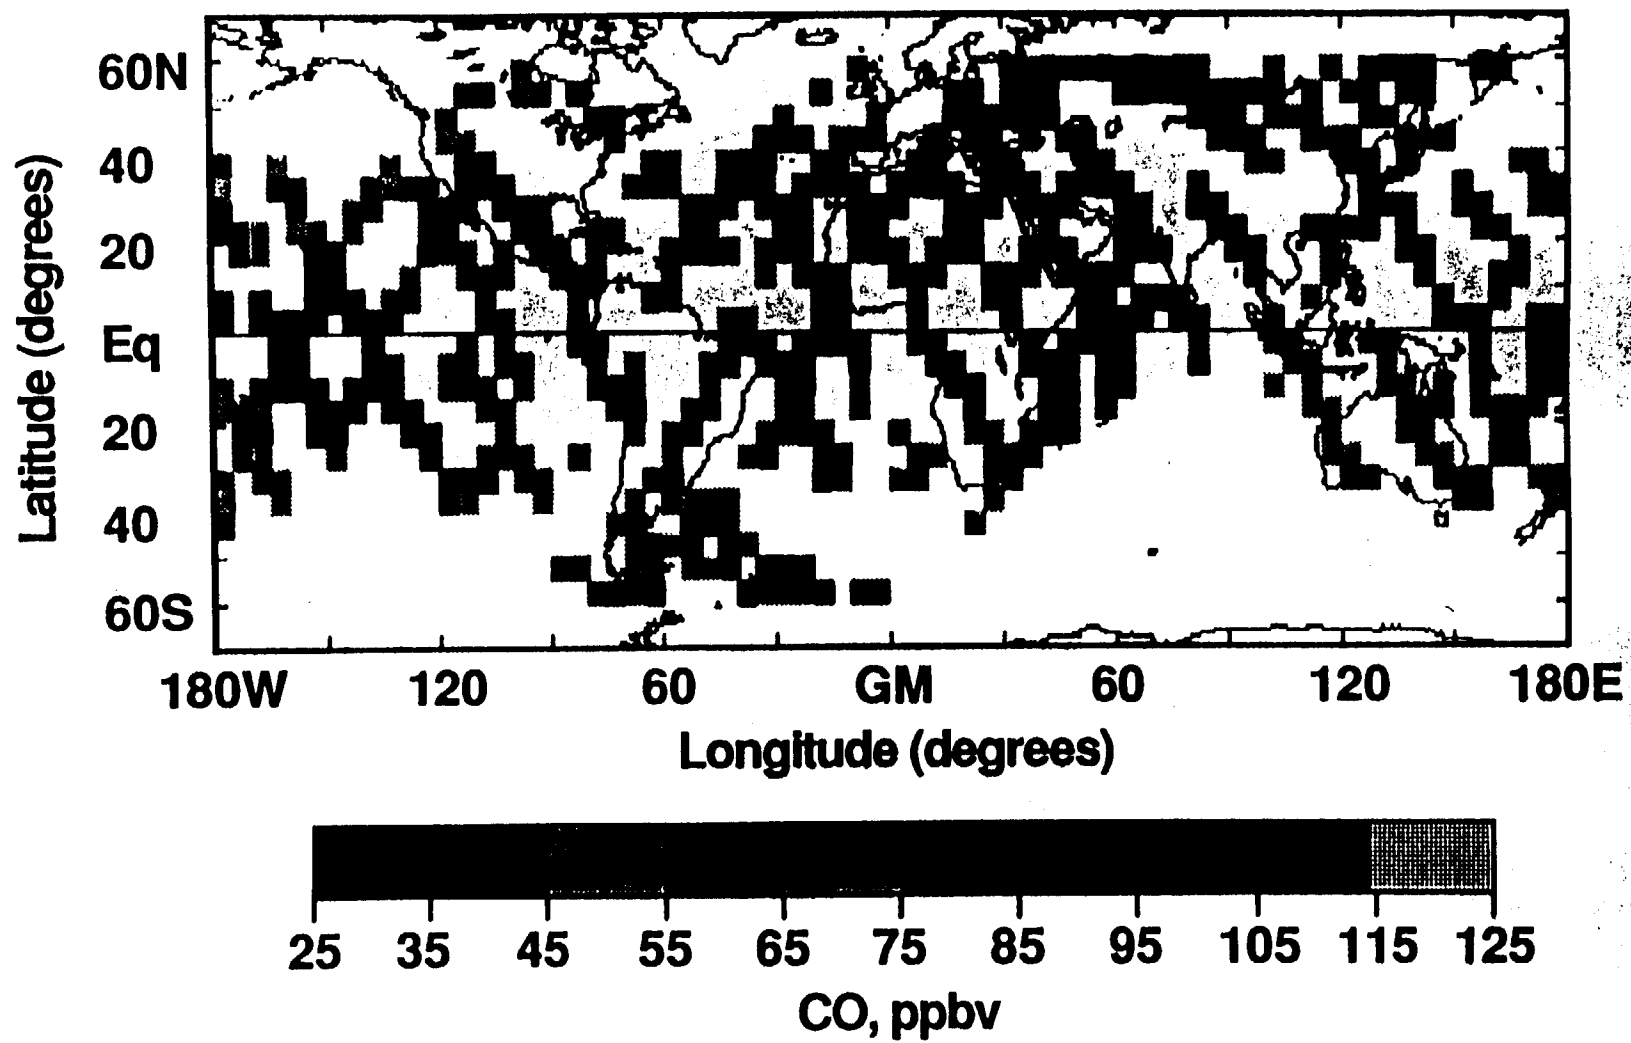 60N
40
20
Eq
20
40
60S
Latitude (degrees)
180W 120 60 GM 60 120 180E
Longitude (degrees)
25 35 45 55 65 75 85 95 105 115 125
CO, ppbv